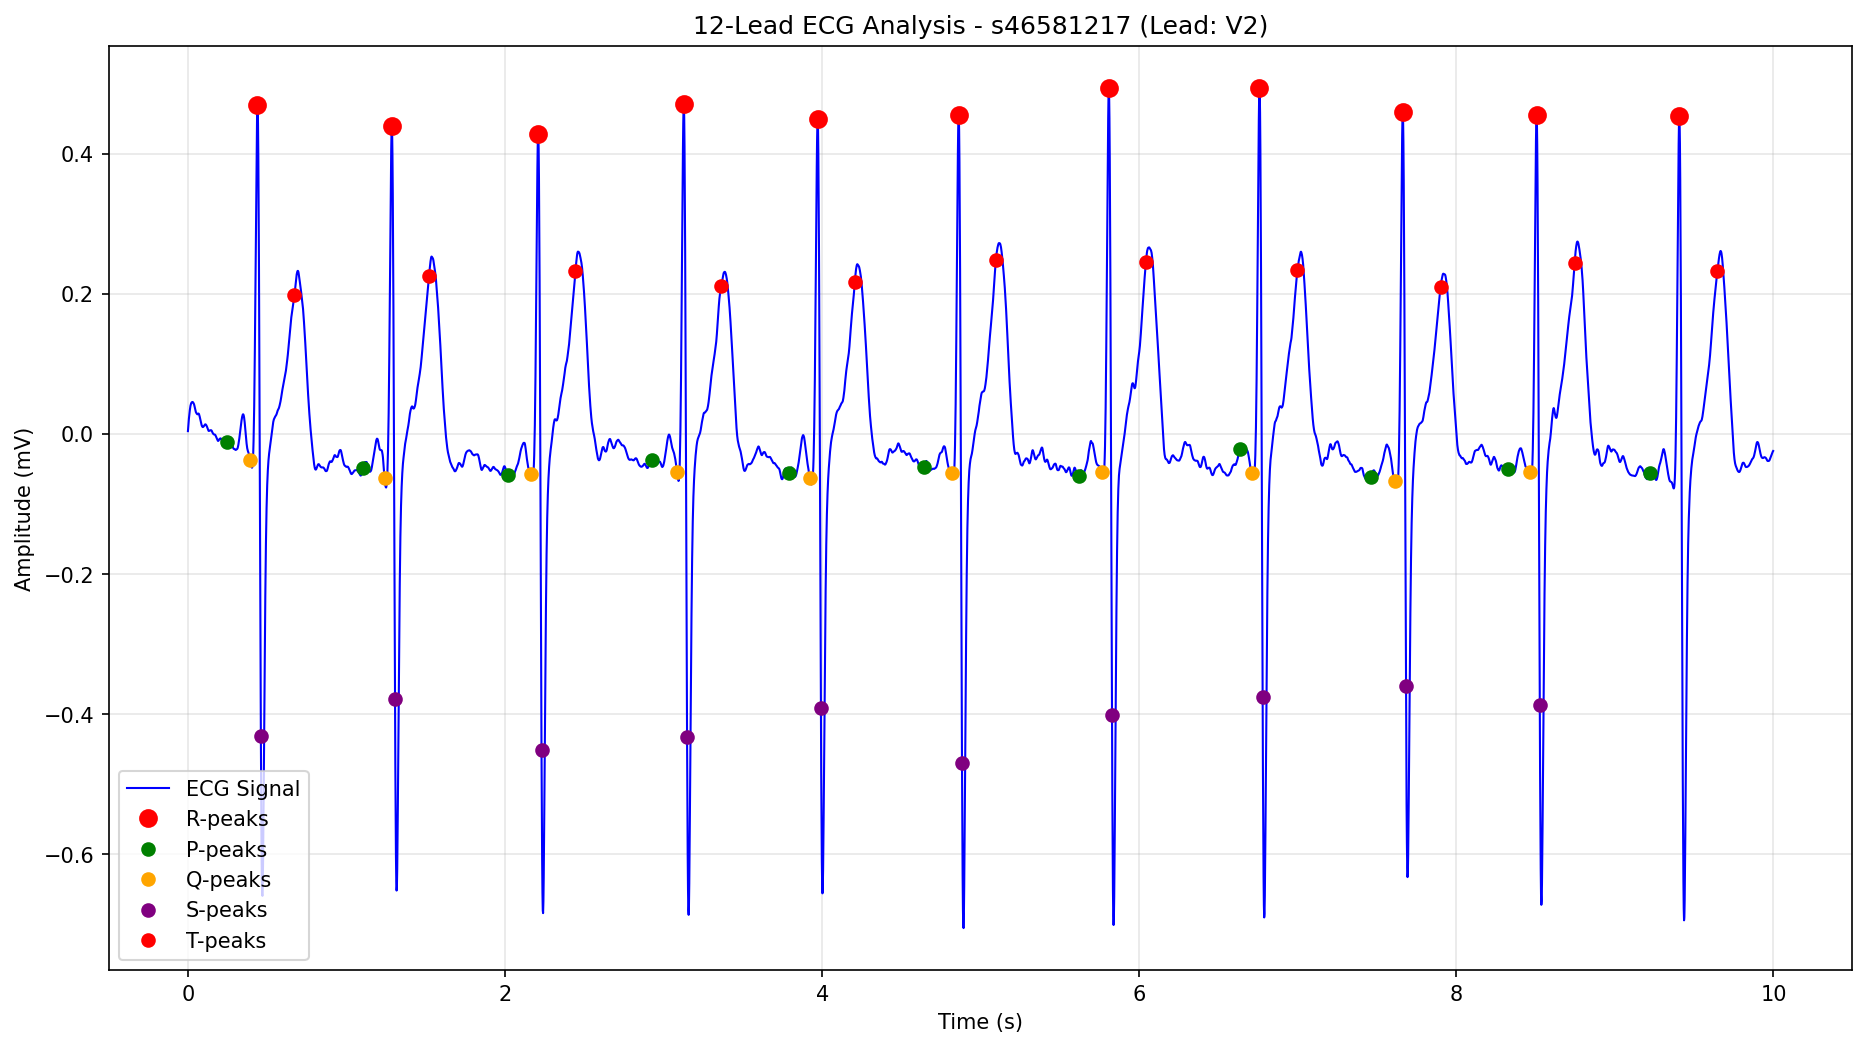 12-Lead ECG Analysis - s46581217 (Lead: V2)
Amplitude (mV)
0.4
0.2
0.0
−0.2
−0.4
−0.6
ECG Signal
R-peaks
P-peaks
Q-peaks
S-peaks
T-peaks
0 2 4 6 8 10
Time (s)